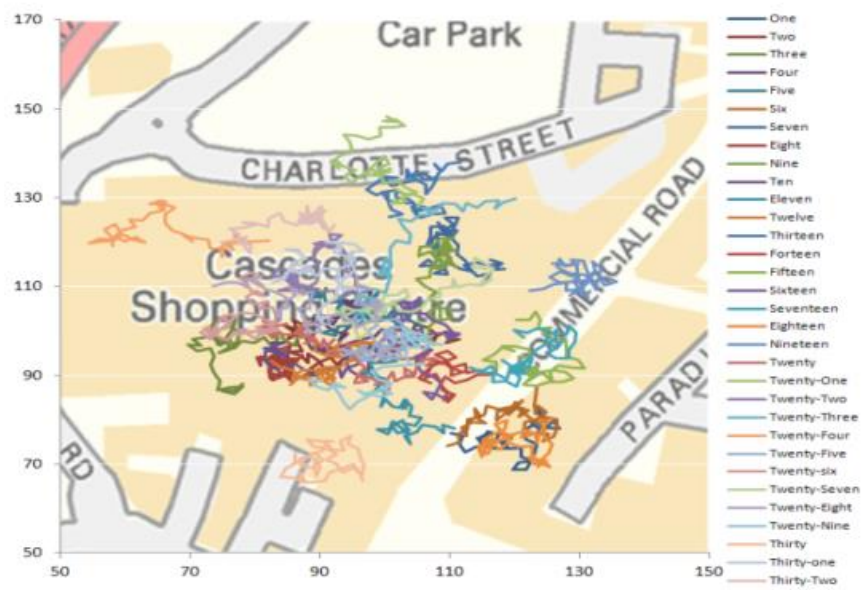 170
150
130
110
90
70
50
50
70
90
110
130
150
Car Park
CHARLOTTE STREET
COMMERCIAL ROAD
Cascades
Shopping Centre
PARADI
RD
One
Two
Three
Four
Five
Six
Seven
Eight
Nine
Ten
Eleven
Twelve
Thirteen
Forteen
Fifteen
Sixteen
Seventeen
Eighteen
Nineteen
Twenty
Twenty-One
Twenty-Two
Twenty-Three
Twenty-Four
Twenty-Five
Twenty-six
Twenty-Seven
Twenty-Eight
Twenty-Nine
Thirty
Thirty-one
Thirty-Two